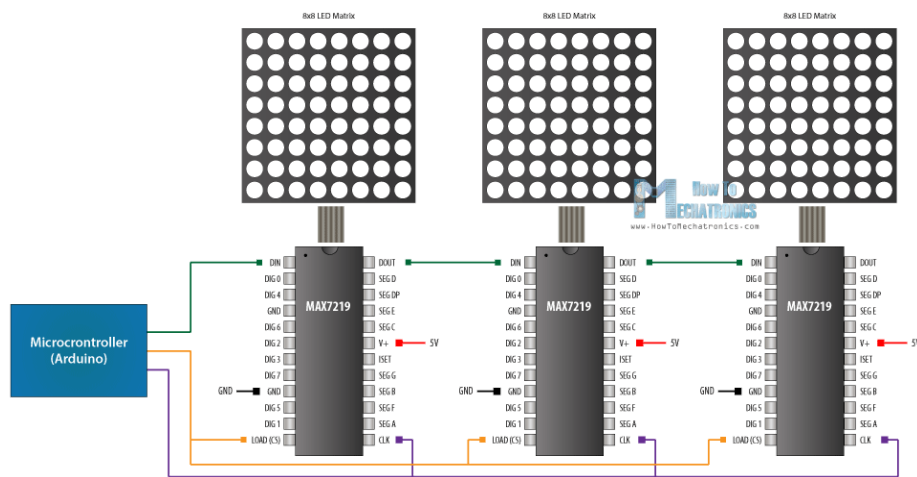 8x8 LED Matrix
8x8 LED Matrix
8x8 LED Matrix
How To
MECHATRONICS
www.HowToMechatronics.com
Microcrontroller
(Arduino)
MAX7219
DIN
DIG 0
DIG 4
GND
DIG 6
DIG 2
DIG 3
DIG 7
GND
GND
DIG 5
DIG 1
LOAD (CS)
DOUT
SEG D
SEG DP
SEG E
SEG C
V+
5V
ISET
SEG G
SEG B
SEG F
SEG A
CLK
MAX7219
DIN
DIG 0
DIG 4
GND
DIG 6
DIG 2
DIG 3
DIG 7
GND
GND
DIG 5
DIG 1
LOAD (CS)
DOUT
SEG D
SEG DP
SEG E
SEG C
V+
5V
ISET
SEG G
SEG B
SEG F
SEG A
CLK
MAX7219
DIN
DIG 0
DIG 4
GND
DIG 6
DIG 2
DIG 3
DIG 7
GND
GND
DIG 5
DIG 1
LOAD (CS)
DOUT
SEG D
SEG DP
SEG E
SEG C
V+
5V
ISET
SEG G
SEG B
SEG F
SEG A
CLK